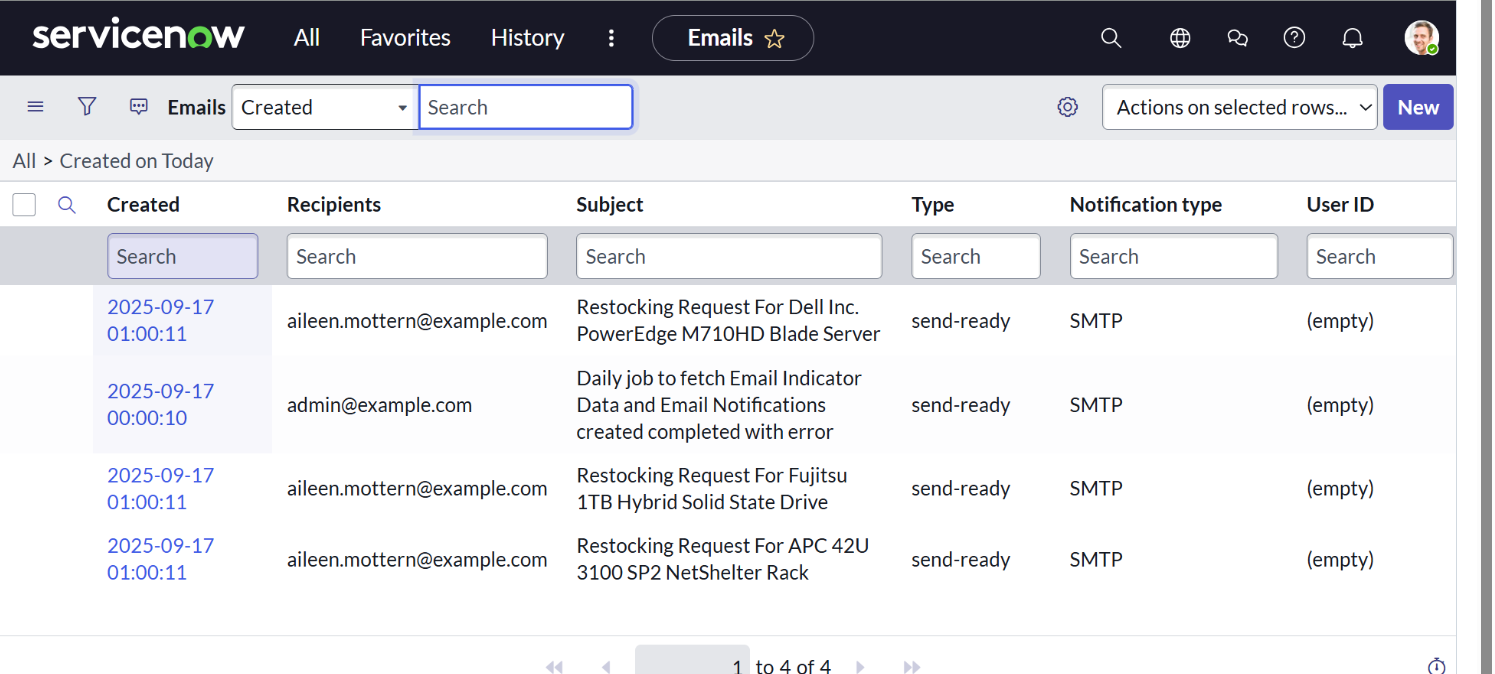 servicenow All Favorites History Emails
Emails Created Search Actions on selected rows... New
All > Created on Today
Created Recipients Subject Type Notification type User ID
Search Search Search Search Search Search
2025-09-17 01:00:11 aileen.mottern@example.com Restocking Request For Dell Inc. PowerEdge M710HD Blade Server send-ready SMTP (empty)
2025-09-17 00:00:10 admin@example.com Daily job to fetch Email Indicator Data and Email Notifications created completed with error send-ready SMTP (empty)
2025-09-17 01:00:11 aileen.mottern@example.com Restocking Request For Fujitsu 1TB Hybrid Solid State Drive send-ready SMTP (empty)
2025-09-17 01:00:11 aileen.mottern@example.com Restocking Request For APC 42U 3100 SP2 NetShelter Rack send-ready SMTP (empty)
1 to 4 of 4